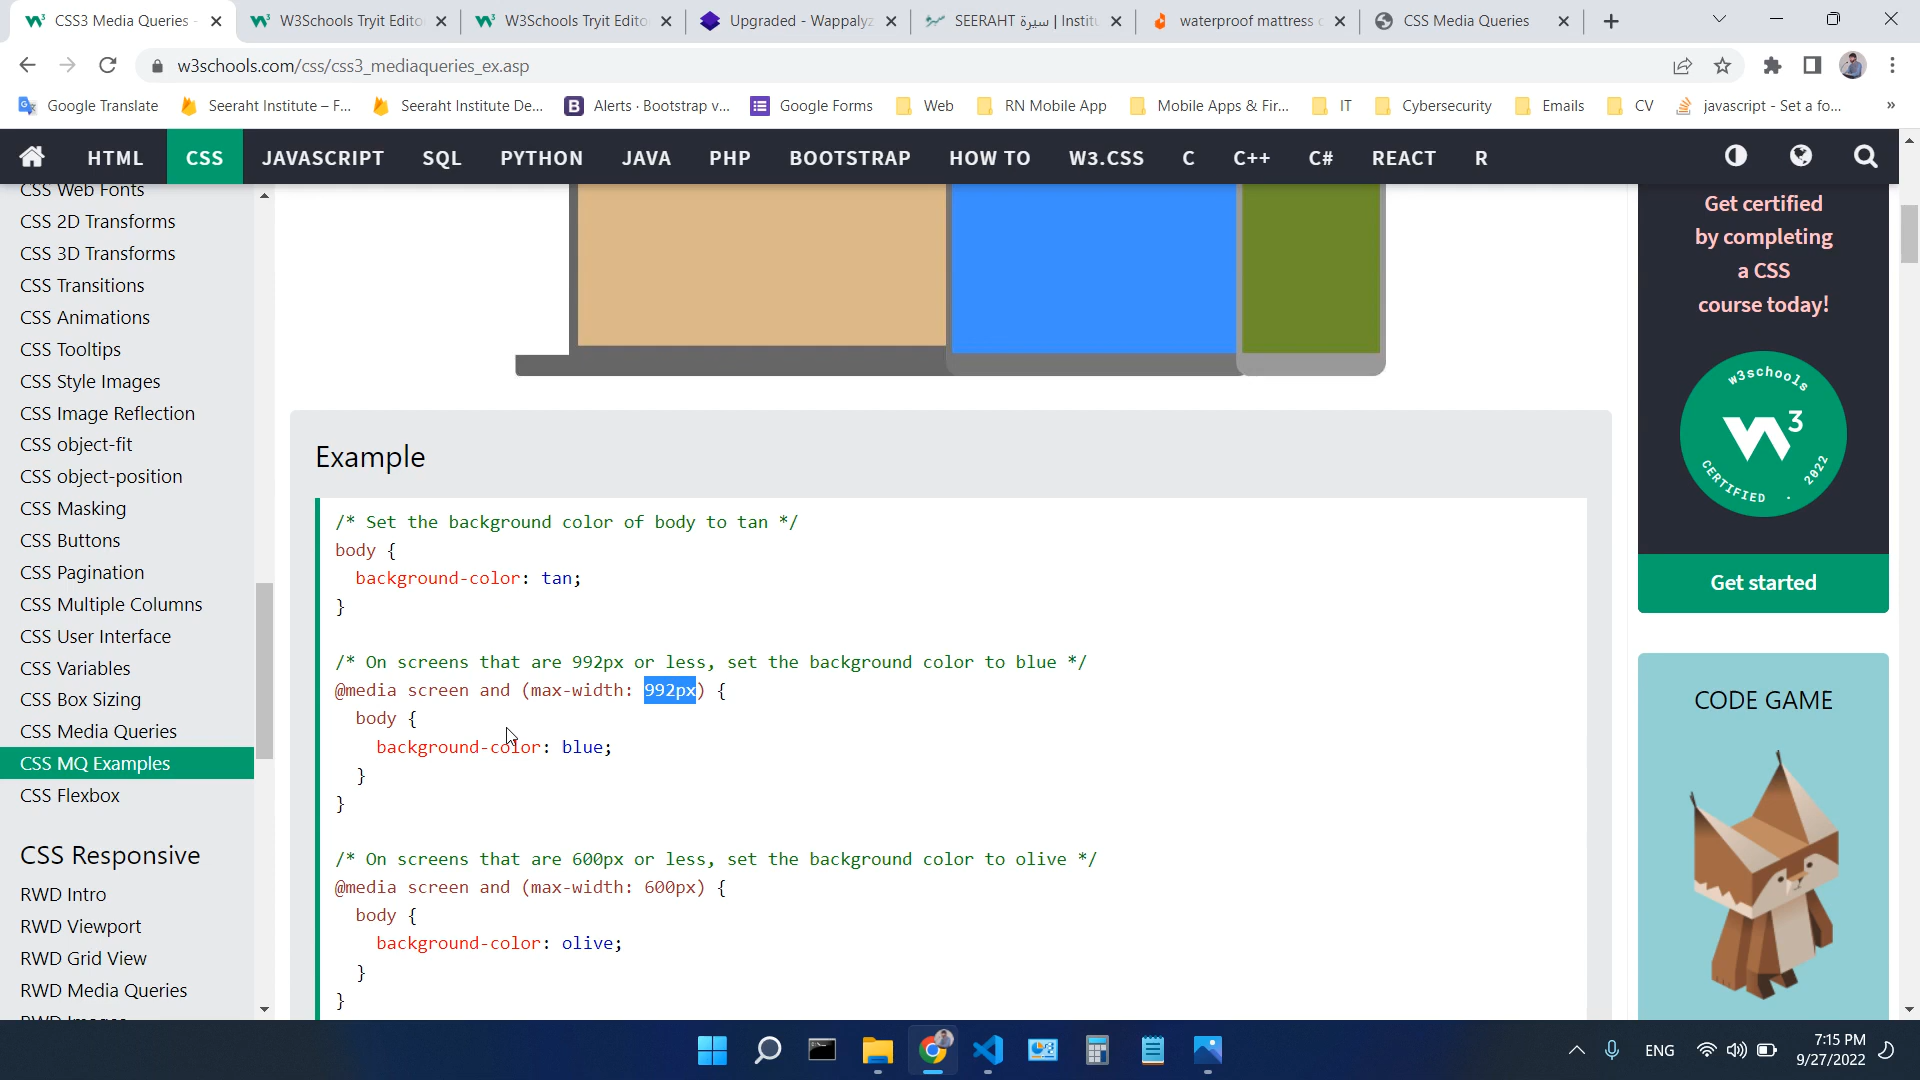 CSS3 Media Queries -
W3Schools Tryit Edito
W3Schools Tryit Edito
Upgraded - Wappalyz
SEERAHT سيرة | Instit
waterproof mattress c
CSS Media Queries
w3schools.com/css/css3_mediaqueries_ex.asp
Google Translate
Seeraht Institute – F...
Seeraht Institute De...
Alerts · Bootstrap v...
Google Forms
Web
RN Mobile App
Mobile Apps & Fir...
IT
Cybersecurity
Emails
CV
javascript - Set a fo...
»
HTML
CSS
JAVASCRIPT
SQL
PYTHON
JAVA
PHP
BOOTSTRAP
HOW TO
W3.CSS
C
C++
C#
REACT
R
CSS Web Fonts
CSS 2D Transforms
CSS 3D Transforms
CSS Transitions
CSS Animations
CSS Tooltips
CSS Style Images
CSS Image Reflection
CSS object-fit
CSS object-position
CSS Masking
CSS Buttons
CSS Pagination
CSS Multiple Columns
CSS User Interface
CSS Variables
CSS Box Sizing
CSS Media Queries
CSS MQ Examples
CSS Flexbox
CSS Responsive
RWD Intro
RWD Viewport
RWD Grid View
RWD Media Queries
Example
/* Set the background color of body to tan */
body {
background-color: tan;
}
/* On screens that are 992px or less, set the background color to blue */
@media screen and (max-width: 992px) {
body {
background-color: blue;
}
}
/* On screens that are 600px or less, set the background color to olive */
@media screen and (max-width: 600px) {
body {
background-color: olive;
}
}
Get certified
by completing
a CSS
course today!
w3schools
W3
CERTIFIED · 2022
Get started
CODE GAME
ENG
7:15 PM
9/27/2022